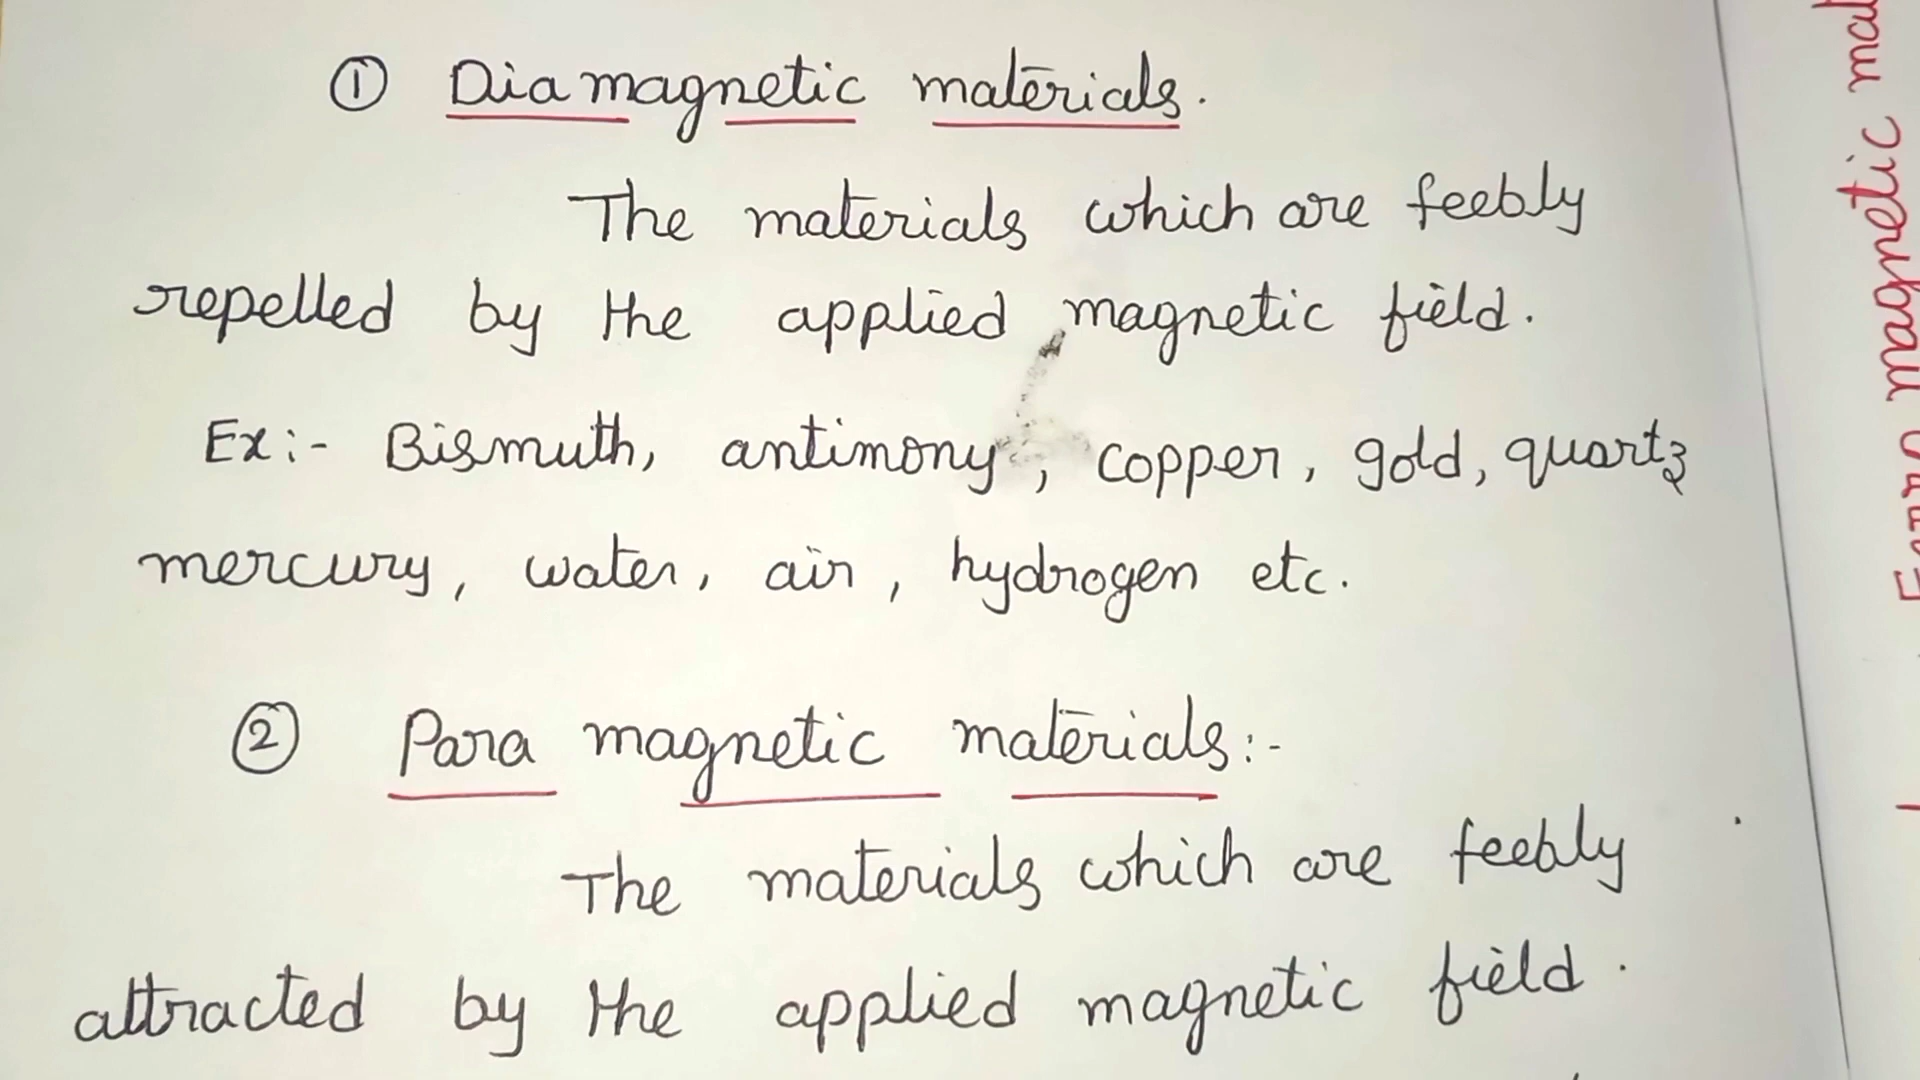 ① Diamagnetic materials.
The materials which are feebly
repelled by the applied magnetic field.
Ex:- Bismuth, antimony, copper, gold, quartz
mercury, water, air, hydrogen etc.
② Para magnetic materials:-
The materials which are feebly
attracted by the applied magnetic field.
magnetic